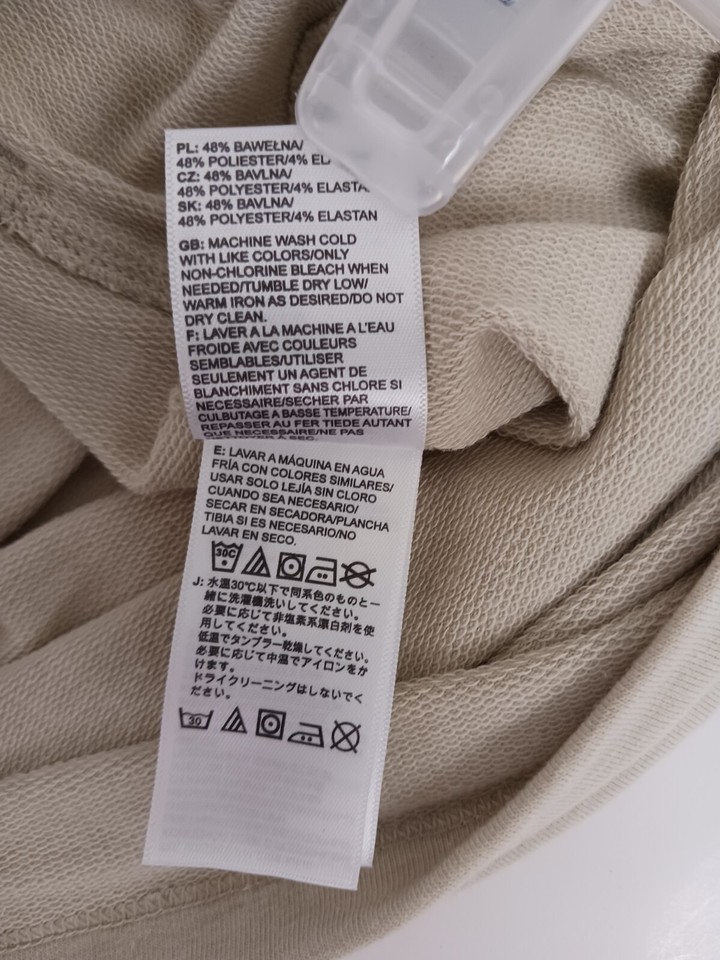 PL: 48% BAWEŁNA/
48% POLIESTER/4%
CZ: 48% BAVLNA/
48% POLYESTER/4%
SK: 48% BAVLNA/
48% POLYESTER/4% ELASTAN
GB: MACHINE WASH COLD
WITH LIKE COLORS/ONLY
NON-CHLORINE BLEACH WHEN
NEEDED/TUMBLE DRY LOW/
WARM IRON AS DESIRED/DO NOT
DRY CLEAN.
F: LAVER A LA MACHINE A L'EAU
FROIDE AVEC COULEURS
SEMBLABLES/UTILISER
SEULEMENT UN AGENT DE
BLANCHIMENT SANS CHLORE SI
NECESSAIRE/SECHER PAR
CULBUTAGE A BASSE TEMPERATURE/
REPASSER AU FER TIEDE AUTANT
QUE NECESSAIRE/NE PAS
E: LAVAR A MÁQUINA EN AGUA
FRÍA CON COLORES SIMILARES/
USAR SOLO LEJÍA SIN CLORO
CUANDO SEA NECESARIO/
SECAR EN SECADORA/PLANCHA
TIBIA SI ES NECESARIO/NO
LAVAR EN SECO.
30C
J: 水温30℃以下で同系色のものと一
緒に洗濯機洗いしてください。
必要に応じて非塩素系漂白剤を使
用してください。
低温でタンブラー乾燥してください。
必要に応じて中温でアイロンをか
けます。
ドライクリーニングはしないでく
ださい。
30